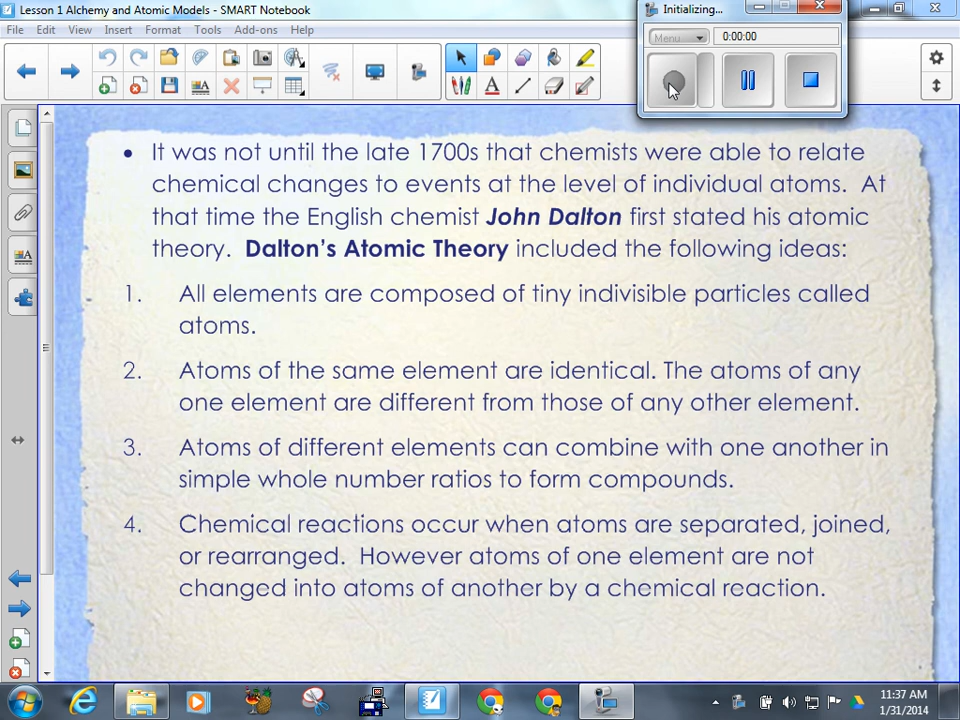 Lesson 1 Alchemy and Atomic Models - SMART Notebook
Initializing...
File Edit View Insert Format Tools Add-ons Help
Menu
0:00:00
• It was not until the late 1700s that chemists were able to relate
chemical changes to events at the level of individual atoms. At
that time the English chemist John Dalton first stated his atomic
theory. Dalton’s Atomic Theory included the following ideas:
1. All elements are composed of tiny indivisible particles called
atoms.
2. Atoms of the same element are identical. The atoms of any
one element are different from those of any other element.
3. Atoms of different elements can combine with one another in
simple whole number ratios to form compounds.
4. Chemical reactions occur when atoms are separated, joined,
or rearranged. However atoms of one element are not
changed into atoms of another by a chemical reaction.
11:37 AM
1/31/2014